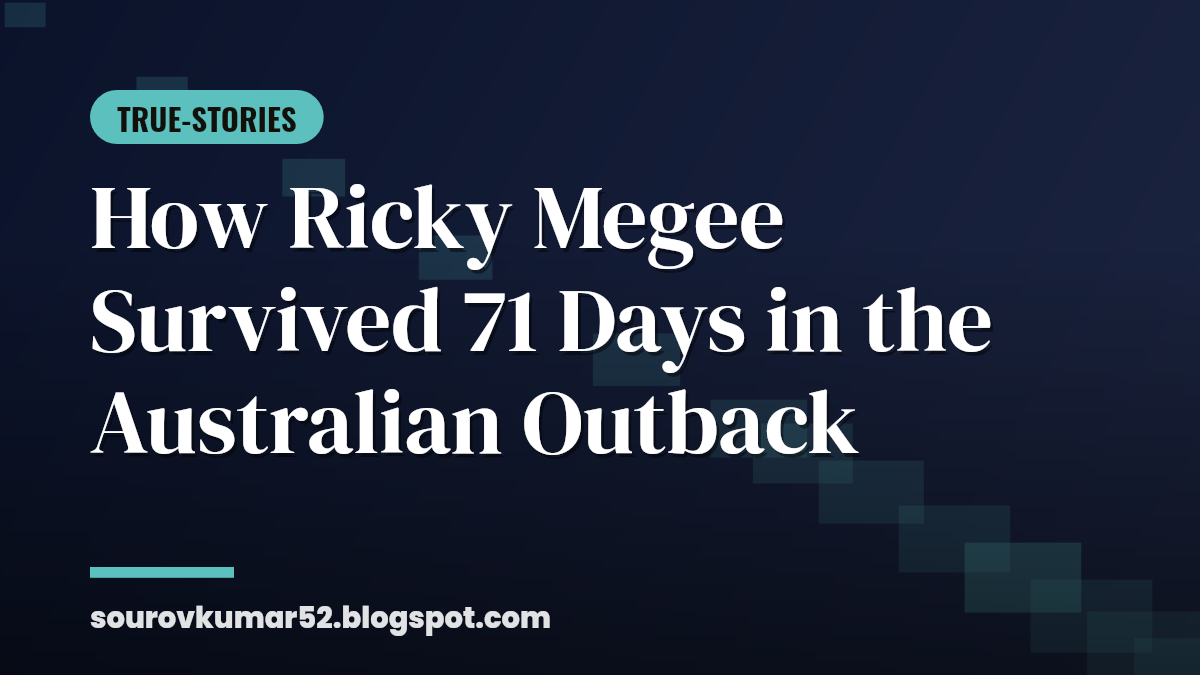 TRUE-STORIES
How Ricky Megee
Survived 71 Days in the
Australian Outback
sourovkumar52.blogspot.com